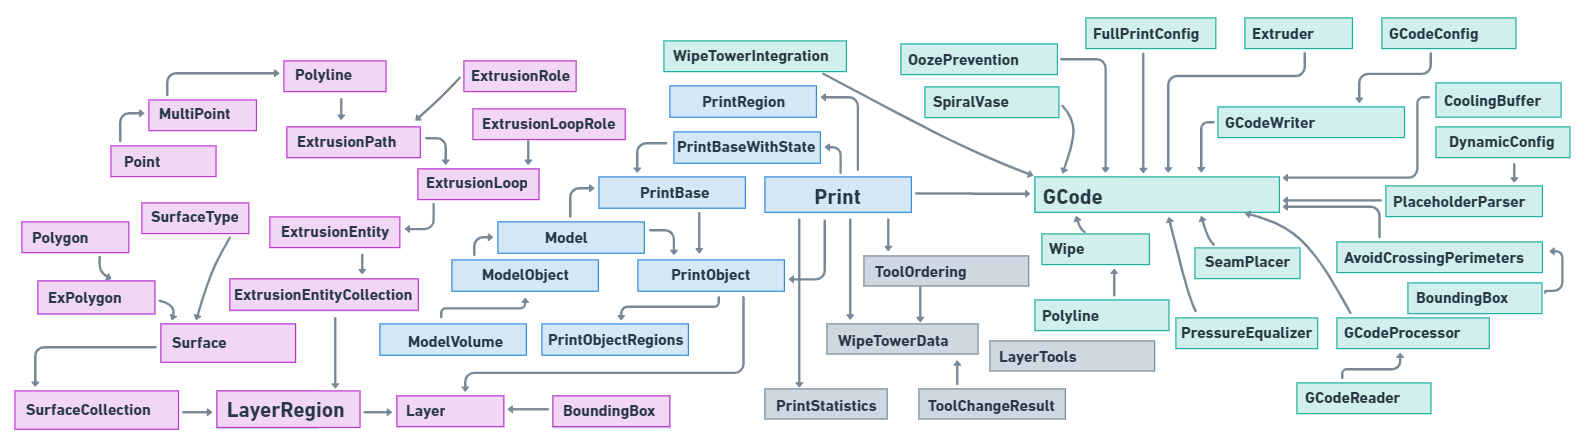 FullPrintConfig
Extruder
GCodeConfig
WipeTowerIntegration
OozePrevention
Polyline
ExtrusionRole
PrintRegion
SpiralVase
CoolingBuffer
MultiPoint
ExtrusionLoopRole
GCodeWriter
ExtrusionPath
PrintBaseWithState
DynamicConfig
Point
ExtrusionLoop
PrintBase
Print
GCode
PlaceholderParser
SurfaceType
Polygon
ExtrusionEntity
Model
Wipe
SeamPlacer
AvoidCrossingPerimeters
ModelObject
PrintObject
ToolOrdering
ExPolygon
ExtrusionEntityCollection
BoundingBox
Polyline
Surface
ModelVolume
PrintObjectRegions
WipeTowerData
PressureEqualizer
GCodeProcessor
LayerTools
SurfaceCollection
LayerRegion
Layer
BoundingBox
PrintStatistics
ToolChangeResult
GCodeReader